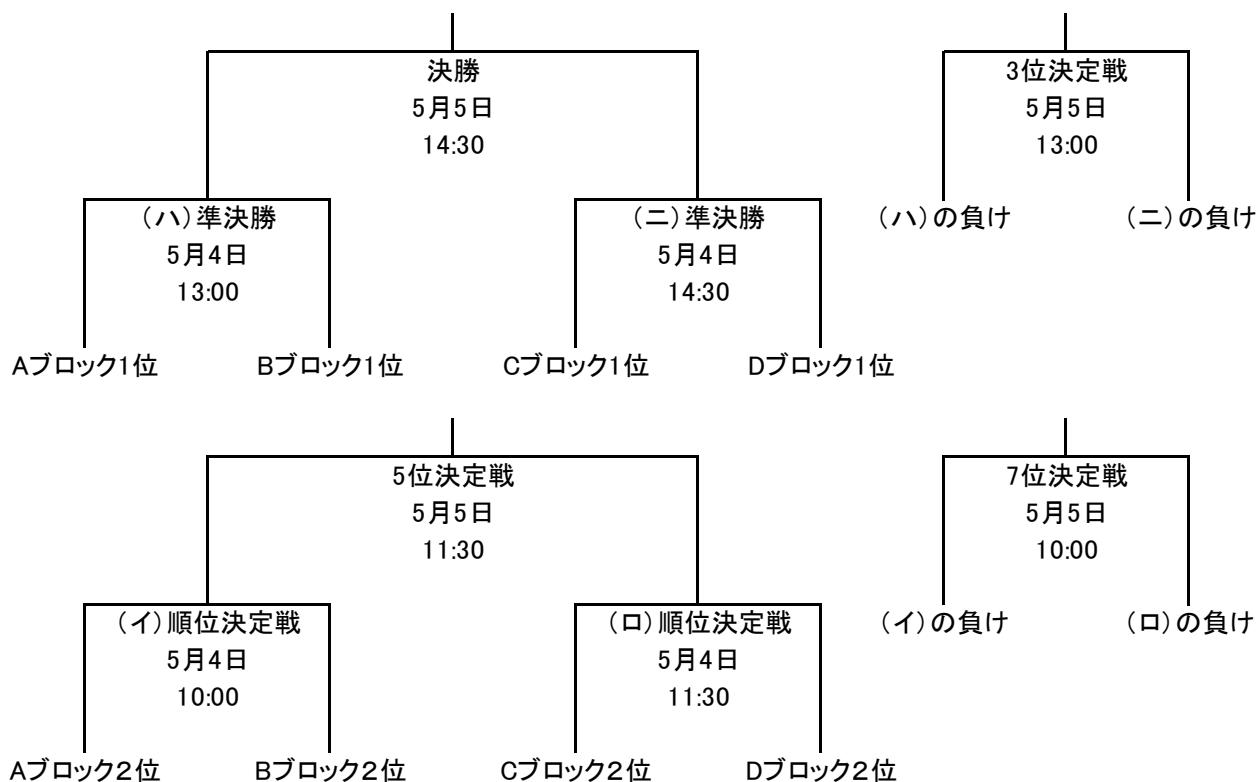 決勝
5月5日
14:30
3位決定戦
5月5日
13:00
（ハ）準決勝
5月4日
13:00
（ニ）準決勝
5月4日
14:30
（ハ）の負け
（ニ）の負け
Aブロック1位
Bブロック1位
Cブロック1位
Dブロック1位
5位決定戦
5月5日
11:30
7位決定戦
5月5日
10:00
（イ）順位決定戦
5月4日
10:00
（ロ）順位決定戦
5月4日
11:30
（イ）の負け
（ロ）の負け
Aブロック２位
Bブロック２位
Cブロック２位
Dブロック２位